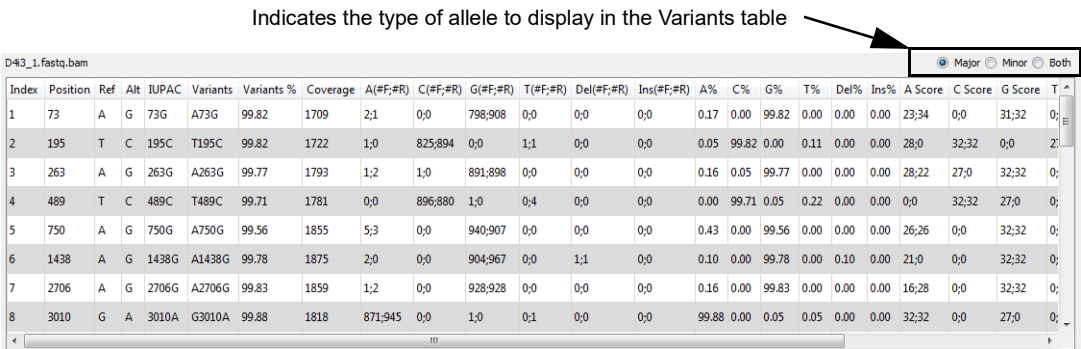 Indicates the type of allele to display in the Variants table
D4i3_1.fastq.bam Major Minor Both
Index Position Ref Alt IUPAC Variants Variants % Coverage A(#F;#R) C(#F;#R) G(#F;#R) T(#F;#R) Del(#F;#R) Ins(#F;#R) A% C% G% T% Del% Ins% A Score C Score G Score T
1 73 A G 73G A73G 99.82 1709 2;1 0;0 798;908 0;0 0;0 0;0 0.17 0.00 99.82 0.00 0.00 0.00 23;34 0;0 31;32 0;
2 195 T C 195C T195C 99.82 1722 1;0 825;894 0;0 1;1 0;0 0;0 0.05 99.82 0.00 0.11 0.00 0.00 28;0 32;32 0;0
3 263 A G 263G A263G 99.77 1793 1;2 1;0 891;898 0;0 0;0 0;0 0.16 0.05 99.77 0.00 0.00 0.00 28;22 27;0 32;32 0;
4 489 T C 489C T489C 99.71 1781 0;0 896;880 1;0 0;4 0;0 0;0 0.00 99.71 0.05 0.22 0.00 0.00 0;0 32;32 27;0 0;
5 750 A G 750G A750G 99.56 1855 5;3 0;0 940;907 0;0 0;0 0;0 0.43 0.00 99.56 0.00 0.00 0.00 26;26 0;0 32;32 0;
6 1438 A G 1438G A1438G 99.78 1875 2;0 0;0 904;967 0;0 1;1 0;0 0.10 0.00 99.78 0.00 0.10 0.00 21;0 0;0 32;32 0;
7 2706 A G 2706G A2706G 99.83 1859 1;2 0;0 928;928 0;0 0;0 0;0 0.16 0.00 99.83 0.00 0.00 0.00 16;28 0;0 32;32 0;
8 3010 G A 3010A G3010A 99.88 1818 871;945 0;0 1;0 0;1 0;0 0;0 99.88 0.00 0.05 0.05 0.00 0.00 32;32 0;0 27;0 0;